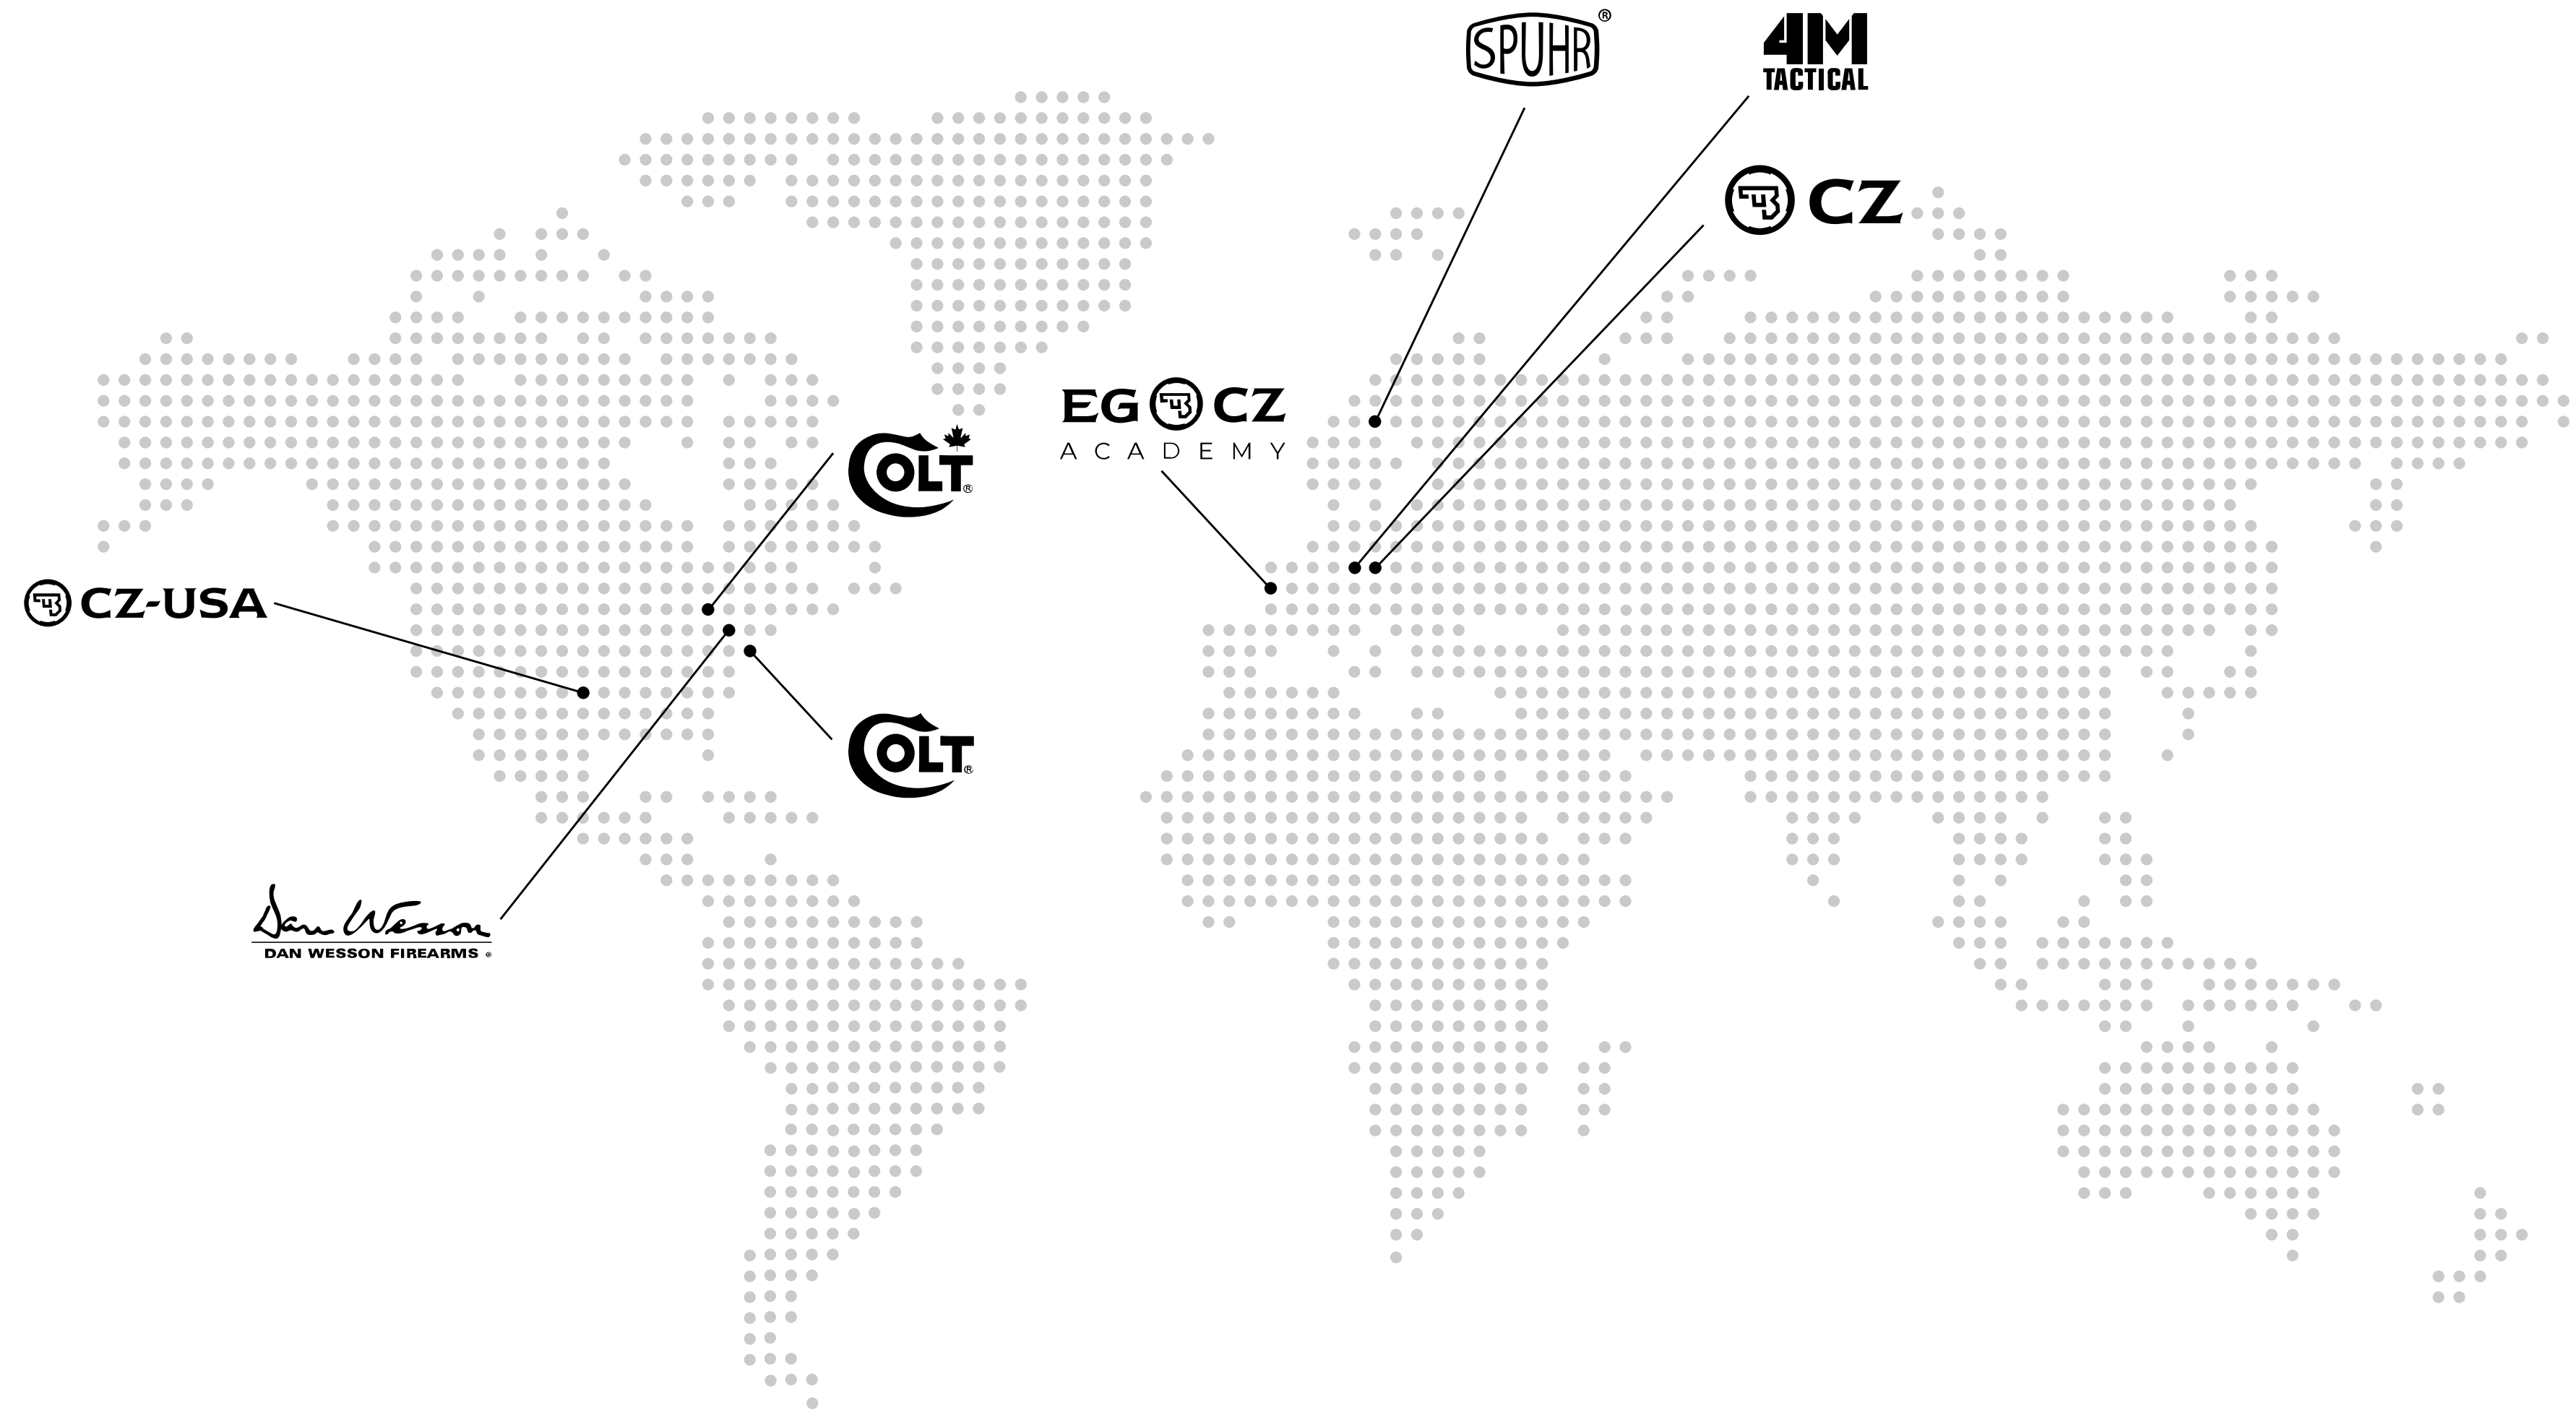 SPUHR®
4M
TACTICAL
CZ
EG CZ
ACADEMY
COLT®
CZ-USA
COLT®
Dan Wesson
DAN WESSON FIREARMS ®